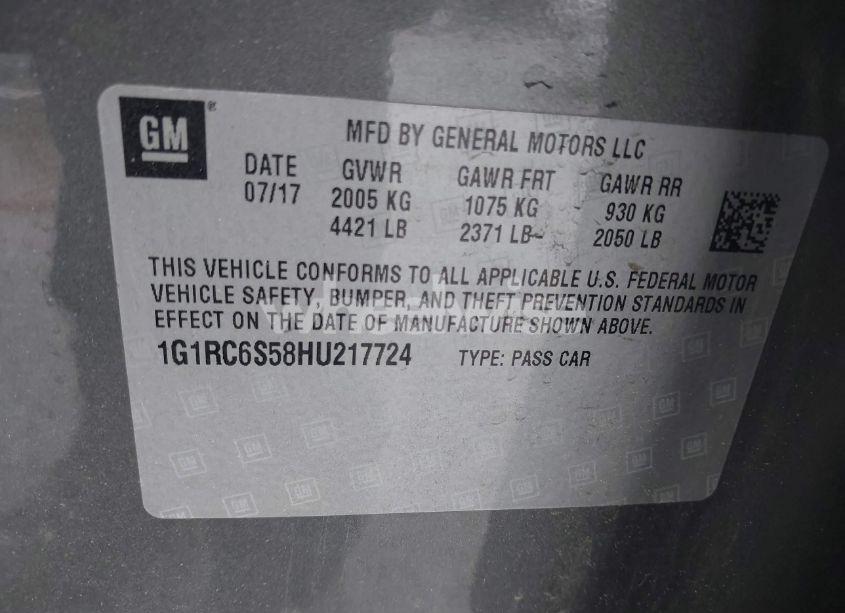 GM ®
MFD BY GENERAL MOTORS LLC
DATE GVWR GAWR FRT GAWR RR
07/17 2005 KG 1075 KG 930 KG
4421 LB 2371 LB 2050 LB
THIS VEHICLE CONFORMS TO ALL APPLICABLE U.S. FEDERAL MOTOR
VEHICLE SAFETY, BUMPER, AND THEFT PREVENTION STANDARDS IN
EFFECT ON THE DATE OF MANUFACTURE SHOWN ABOVE.
1G1RC6S58HU217724 TYPE: PASS CAR